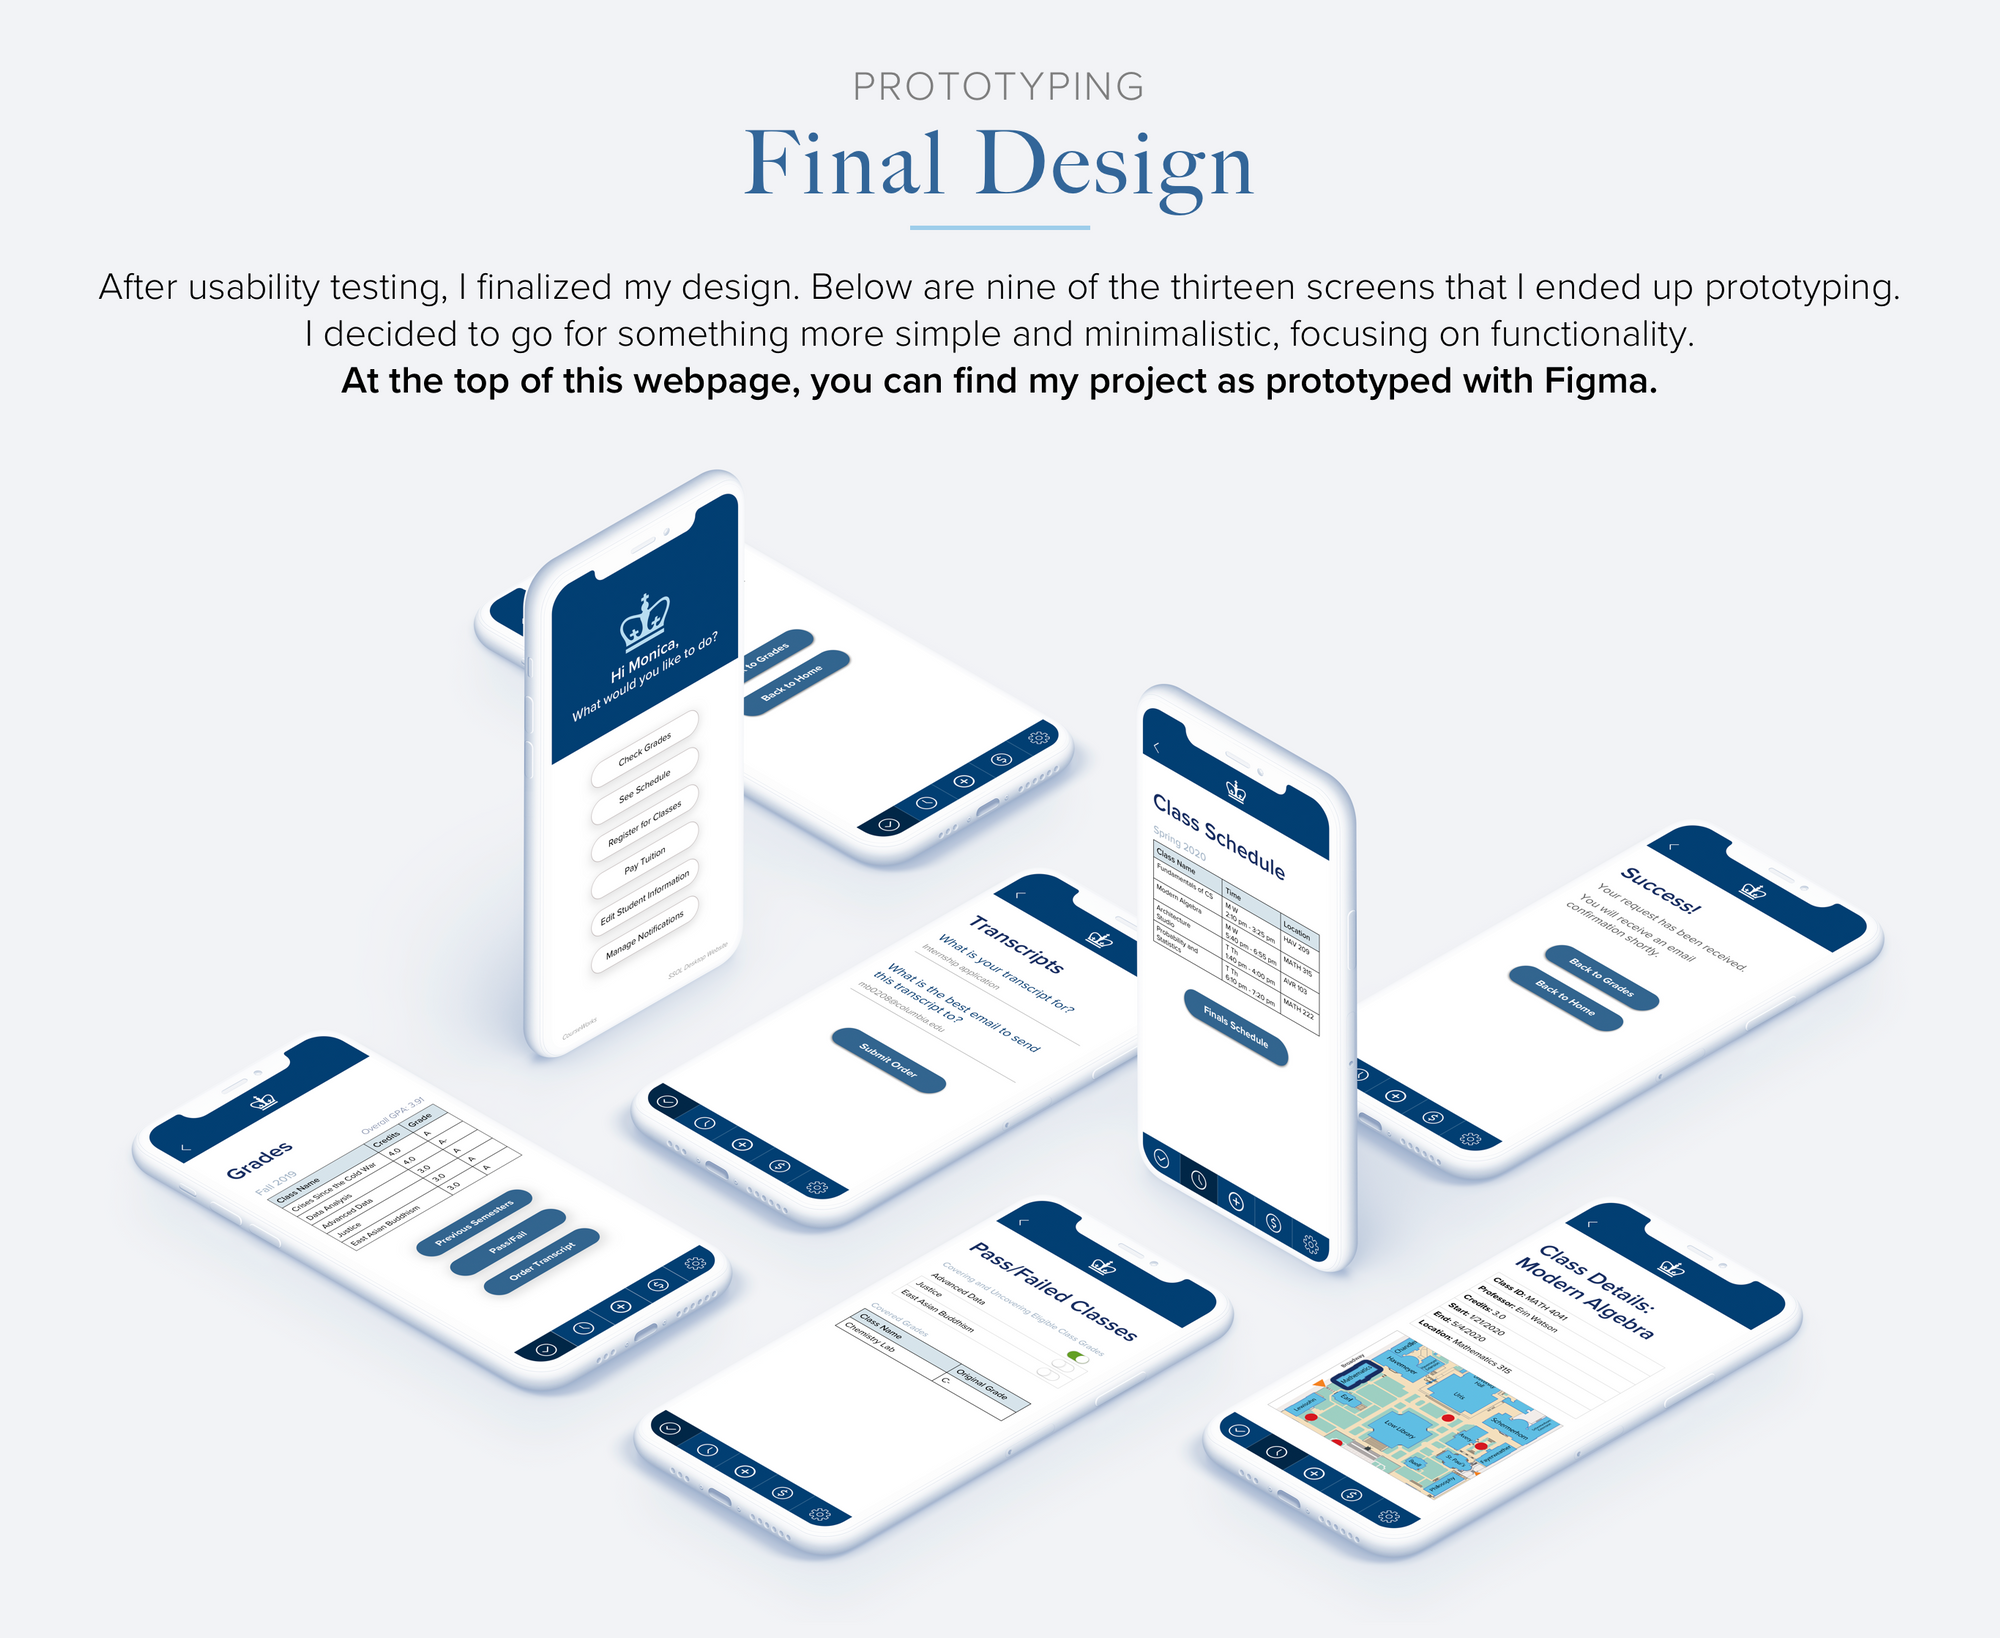 PROTOTYPING
Final Design
After usability testing, I finalized my design. Below are nine of the thirteen screens that I ended up prototyping.
I decided to go for something more simple and minimalistic, focusing on functionality.
At the top of this webpage, you can find my project as prototyped with Figma.
Hi Monica,
What would you like to do?
Check Grades
See Schedule
Register for Classes
Pay Tuition
Edit Student Information
Manage Notifications
SSOL Desktop Website
CourseWorks
to Grades
Back to Home
Class Schedule
Spring 2020
Class Name Time Location
Fundamentals of CS M W 2:10 pm - 3:25 pm HAV 209
Modern Algebra M W 5:40 pm - 6:55 pm MATH 315
Architecture Studio T Th 1:40 pm - 4:00 pm AVR 103
Probability and Statistics T Th 6:10 pm - 7:20 pm MATH 222
Finals Schedule
Success!
Your request has been received.
You will receive an email
confirmation shortly.
Back to Grades
Back to Home
Transcripts
What is your transcript for?
Internship application
What is the best email to send
this transcript to?
mb0208@columbia.edu
Submit Order
Grades
Fall 2019
Overall GPA: 3.91
Class Name Credits Grade
Crises Since the Cold War 4.0 A
Data Analysis 4.0 A-
Advanced Data 3.0 A
Justice 3.0 A
East Asian Buddhism 3.0 A
Previous Semesters
Pass/Fail
Order Transcript
Pass/Failed Classes
Covering and Uncovering Eligible Class Grades
Advanced Data
Justice
East Asian Buddhism
Covered Grades
Class Name Original Grade
Chemistry Lab C-
Class Details:
Modern Algebra
Class ID: MATH 4041
Professor: Erin Watson
Credits: 3.0
Start: 1/21/2020
End: 5/4/2020
Location: Mathematics 315
Broadway
Mathematics
Havemeyer
Chandler
Lewisohn
Earl
Uris
Low Library
Schermerhorn
Avery
Fayerweather
St. Paul's
Buell
Philosophy